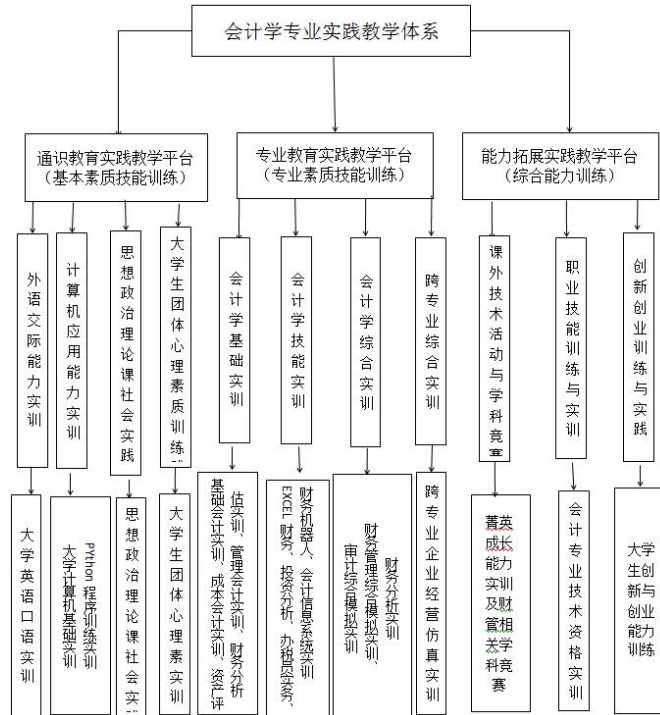 会计学专业实践教学体系
通识教育实践教学平台
（基本素质技能训练）
专业教育实践教学平台
（专业素质技能训练）
能力拓展实践教学平台
（综合能力训练）
外语交际能力实训
计算机应用能力实训
思想政治理论课社会实践
大学生团体心理素质训练
会计学基础实训
会计学技能实训
会计学综合实训
跨专业综合实训
课外技术活动与学科竞赛
职业技能训练与实训
创新创业训练与实践
大学英语口语实训
PYthon 程序训练实训
大学计算机基础实训
思想政治理论课社会实
大学生团体心理素实训
基础会计实训、成本会计实训、资产评
估实训、管理会计实训、财务分析
财务机器人、会计信息系统实训
EXCEL 财务、投资分析、办税员实务、
财务分析实训
财务管理综合模拟实训、
审计综合模拟实训
跨专业企业经营仿真实训
菁英
成长
能力
实训
及财
管相
关学
科竞
赛
会计专业技术资格实训
大学
生创
新与
创业
能力
训练